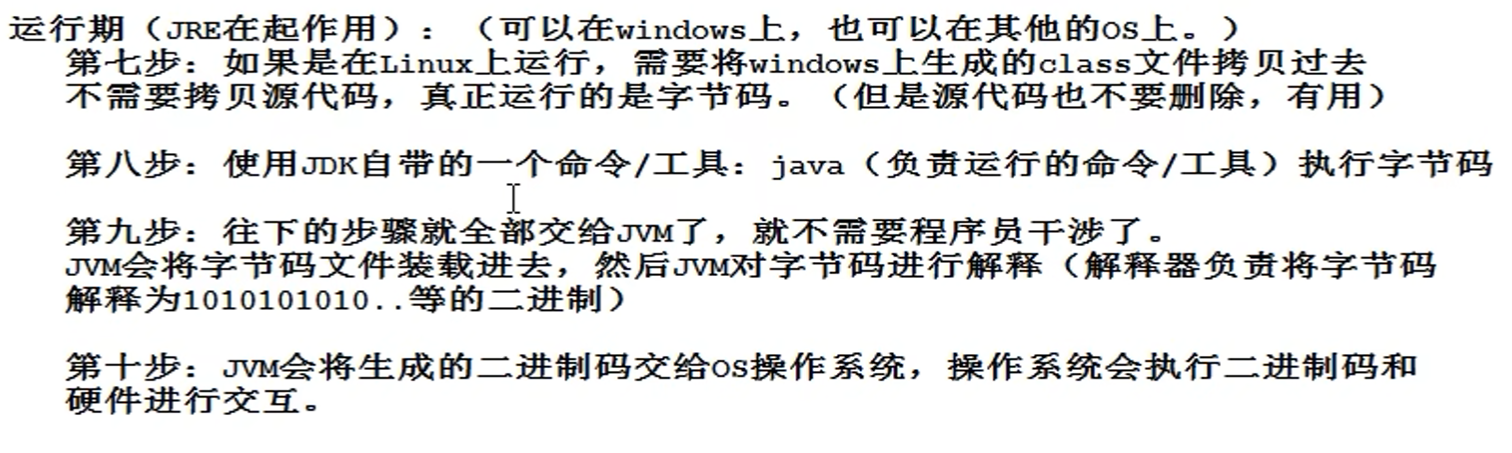 运行期（JRE在起作用）：（可以在windows上，也可以在其他的OS上。）
第七步：如果是在Linux上运行，需要将windows上生成的class文件拷贝过去
不需要拷贝源代码，真正运行的是字节码。（但是源代码也不要删除，有用）
第八步：使用JDK自带的一个命令/工具：java（负责运行的命令/工具）执行字节码
第九步：往下的步骤就全部交给JVM了，就不需要程序员干涉了。
JVM会将字节码文件装载进去，然后JVM对字节码进行解释（解释器负责将字节码
解释为1010101010..等的二进制）
第十步：JVM会将生成的二进制码交给OS操作系统，操作系统会执行二进制码和
硬件进行交互。